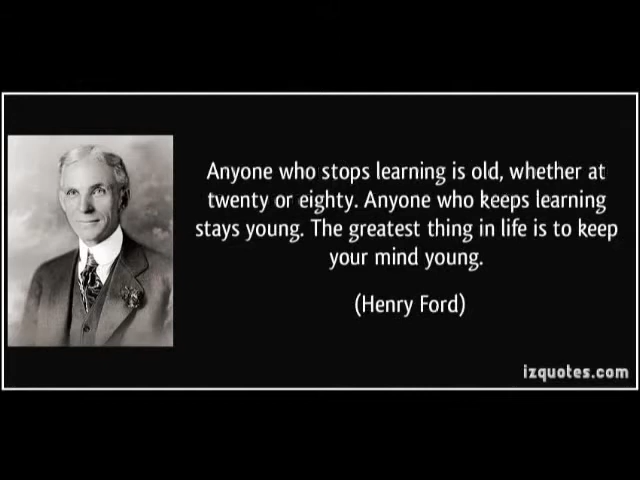 Anyone who stops learning is old, whether at
twenty or eighty. Anyone who keeps learning
stays young. The greatest thing in life is to keep
your mind young.
(Henry Ford)
izquotes.com